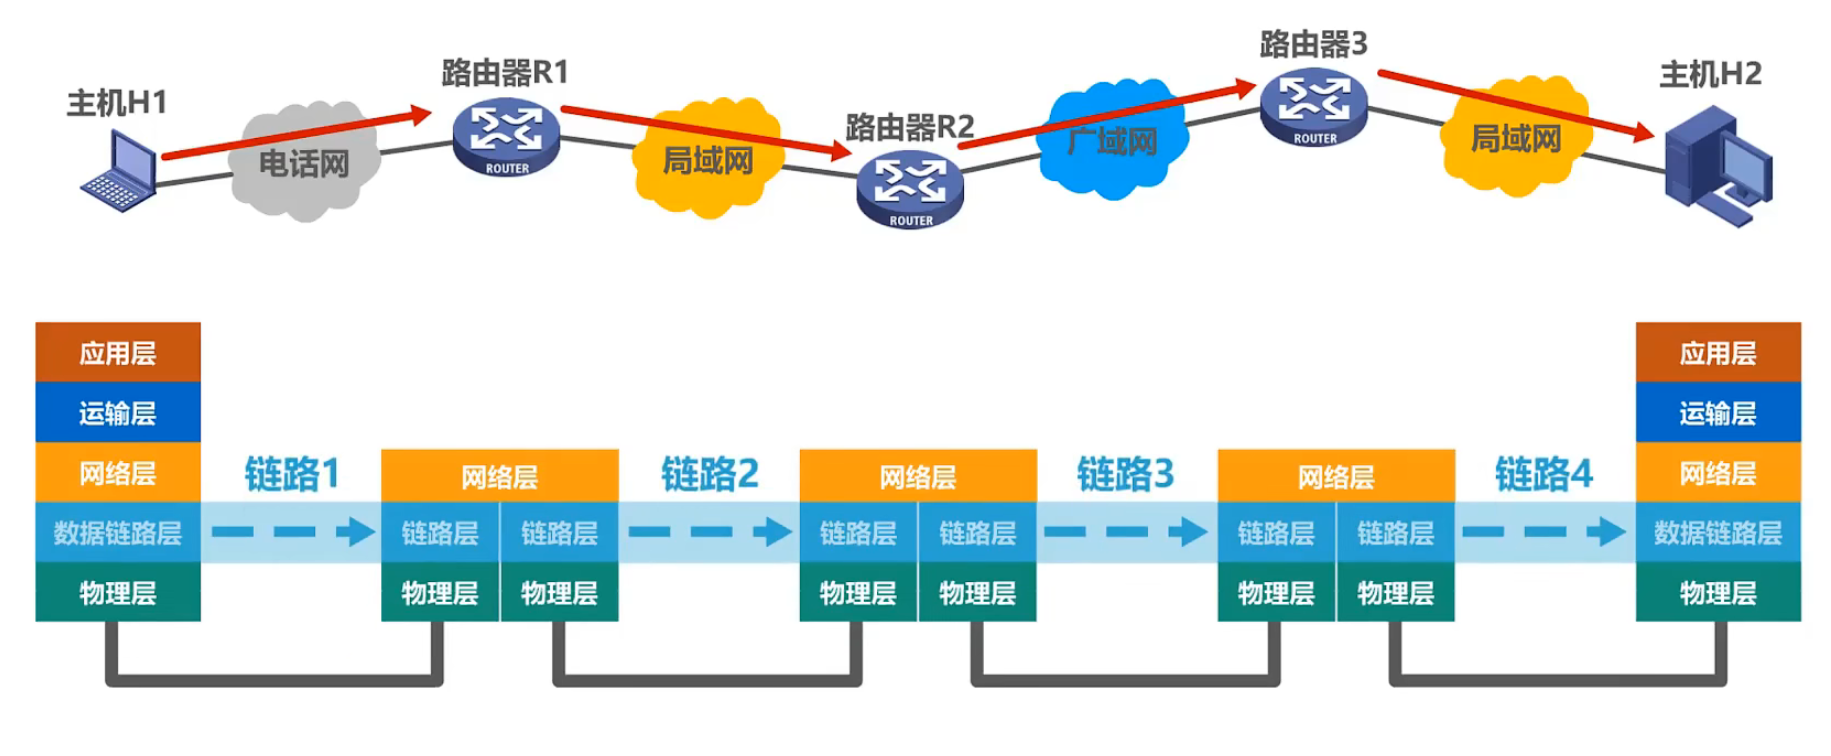 主机H1
路由器R1
路由器R2
路由器3
主机H2
电话网
局域网
广域网
局域网
ROUTER
ROUTER
ROUTER
应用层
运输层
网络层
数据链路层
物理层
链路1
网络层
链路层 链路层
物理层 物理层
链路2
网络层
链路层 链路层
物理层 物理层
链路3
网络层
链路层 链路层
物理层 物理层
链路4
应用层
运输层
网络层
数据链路层
物理层